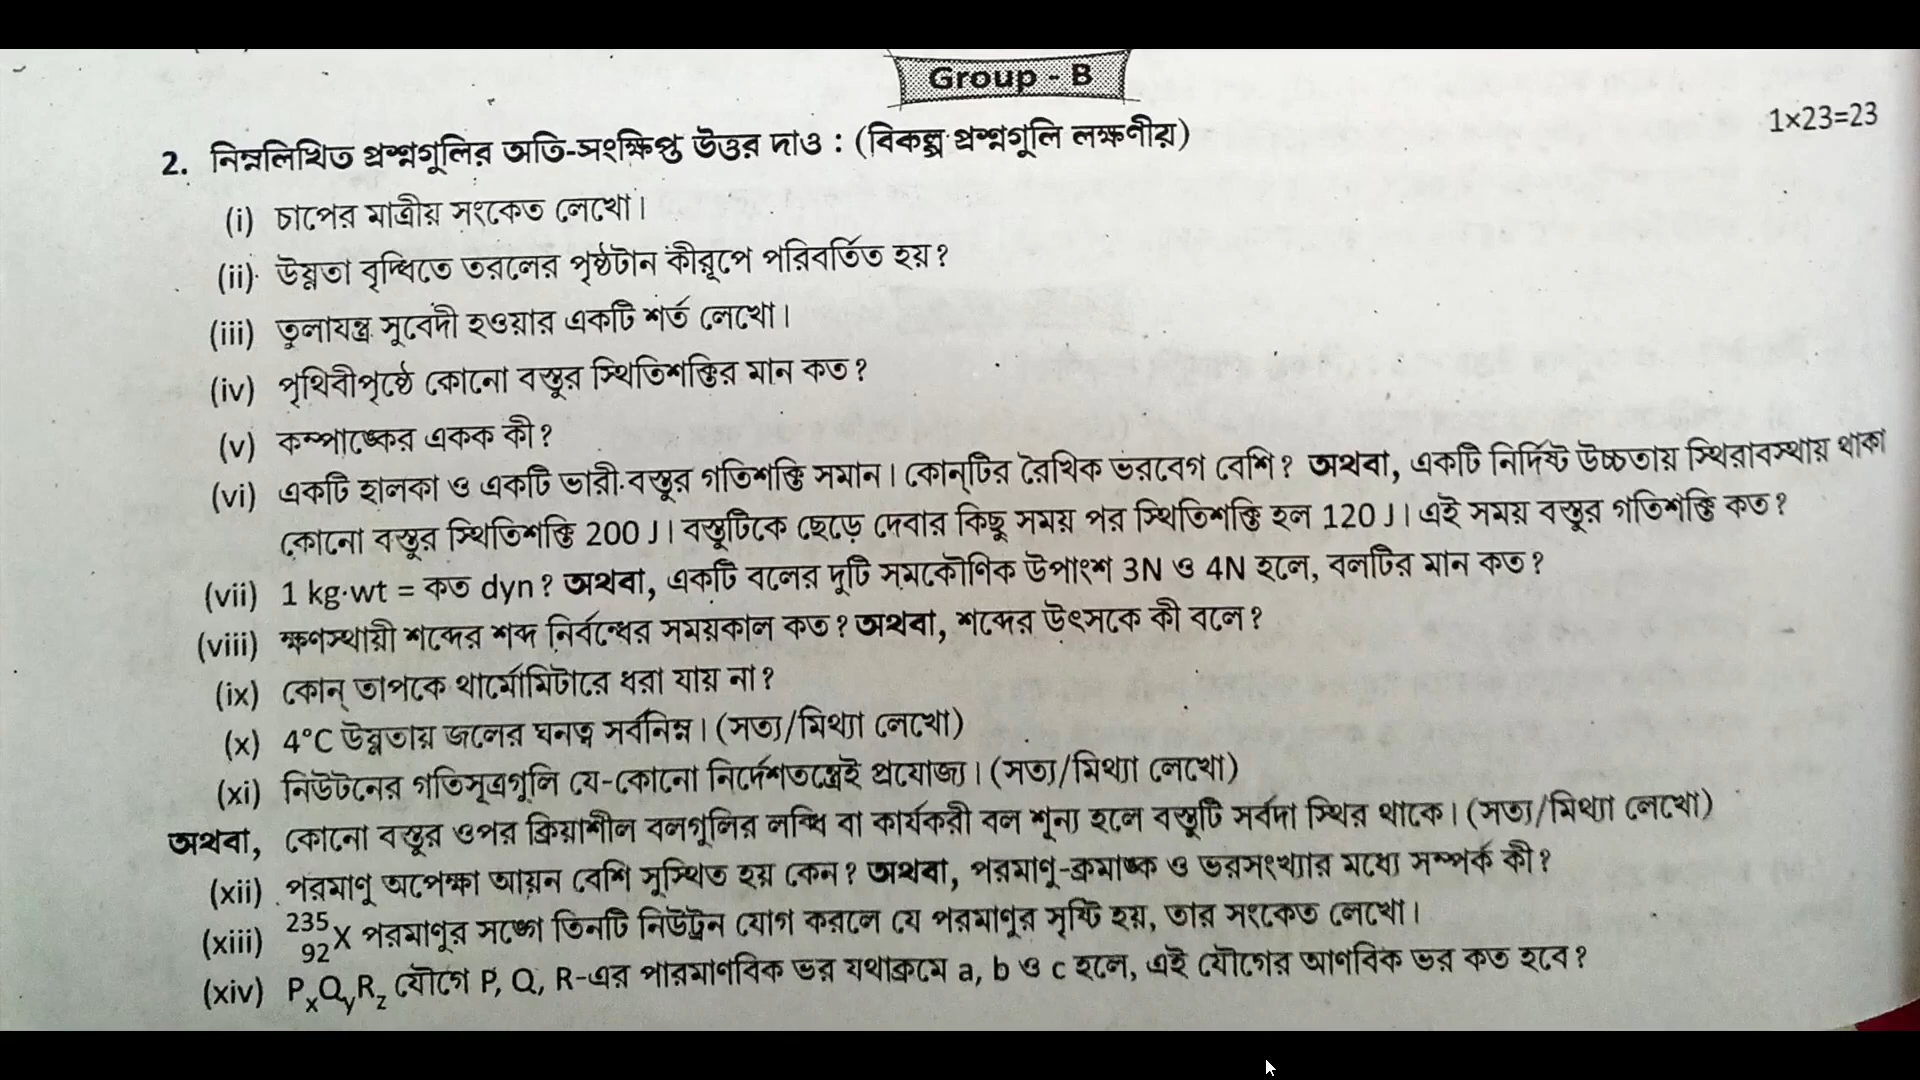 Group - B
2. নিম্নলিখিত প্রশ্নগুলির অতি-সংক্ষিপ্ত উত্তর দাও : (বিকল্প প্রশ্নগুলি লক্ষণীয়) 1×23=23
(i) চাপের মাত্রীয় সংকেত লেখো।
(ii) উষ্ণতা বৃদ্ধিতে তরলের পৃষ্ঠটান কীরূপে পরিবর্তিত হয়?
(iii) তুলাযন্ত্র সুবেদী হওয়ার একটি শর্ত লেখো।
(iv) পৃথিবীপৃষ্ঠে কোনো বস্তুর স্থিতিশক্তির মান কত?
(v) কম্পাঙ্কের একক কী?
(vi) একটি হালকা ও একটি ভারী বস্তুর গতিশক্তি সমান। কোন্‌টির রৈখিক ভরবেগ বেশি? অথবা, একটি নির্দিষ্ট উচ্চতায় স্থিরাবস্থায় থাকা
কোনো বস্তুর স্থিতিশক্তি 200 J। বস্তুটিকে ছেড়ে দেবার কিছু সময় পর স্থিতিশক্তি হল 120 J। এই সময় বস্তুর গতিশক্তি কত?
(vii) 1 kg·wt = কত dyn? অথবা, একটি বলের দুটি সমকৌণিক উপাংশ 3N ও 4N হলে, বলটির মান কত?
(viii) ক্ষণস্থায়ী শব্দের শব্দ নির্বন্ধের সময়কাল কত? অথবা, শব্দের উৎসকে কী বলে?
(ix) কোন্ তাপকে থার্মোমিটারে ধরা যায় না?
(x) 4°C উষ্ণতায় জলের ঘনত্ব সর্বনিম্ন। (সত্য/মিথ্যা লেখো)
(xi) নিউটনের গতিসূত্রগুলি যে-কোনো নির্দেশতন্ত্রেই প্রযোজ্য। (সত্য/মিথ্যা লেখো)
অথবা, কোনো বস্তুর ওপর ক্রিয়াশীল বলগুলির লব্ধি বা কার্যকরী বল শূন্য হলে বস্তুটি সর্বদা স্থির থাকে। (সত্য/মিথ্যা লেখো)
(xii) পরমাণু অপেক্ষা আয়ন বেশি সুস্থিত হয় কেন? অথবা, পরমাণু-ক্রমাঙ্ক ও ভরসংখ্যার মধ্যে সম্পর্ক কী?
(xiii) ²³⁵₉₂X পরমাণুর সঙ্গে তিনটি নিউট্রন যোগ করলে যে পরমাণুর সৃষ্টি হয়, তার সংকেত লেখো।
(xiv) PₓQᵧR_z যৌগে P, Q, R-এর পারমাণবিক ভর যথাক্রমে a, b ও c হলে, এই যৌগের আণবিক ভর কত হবে?